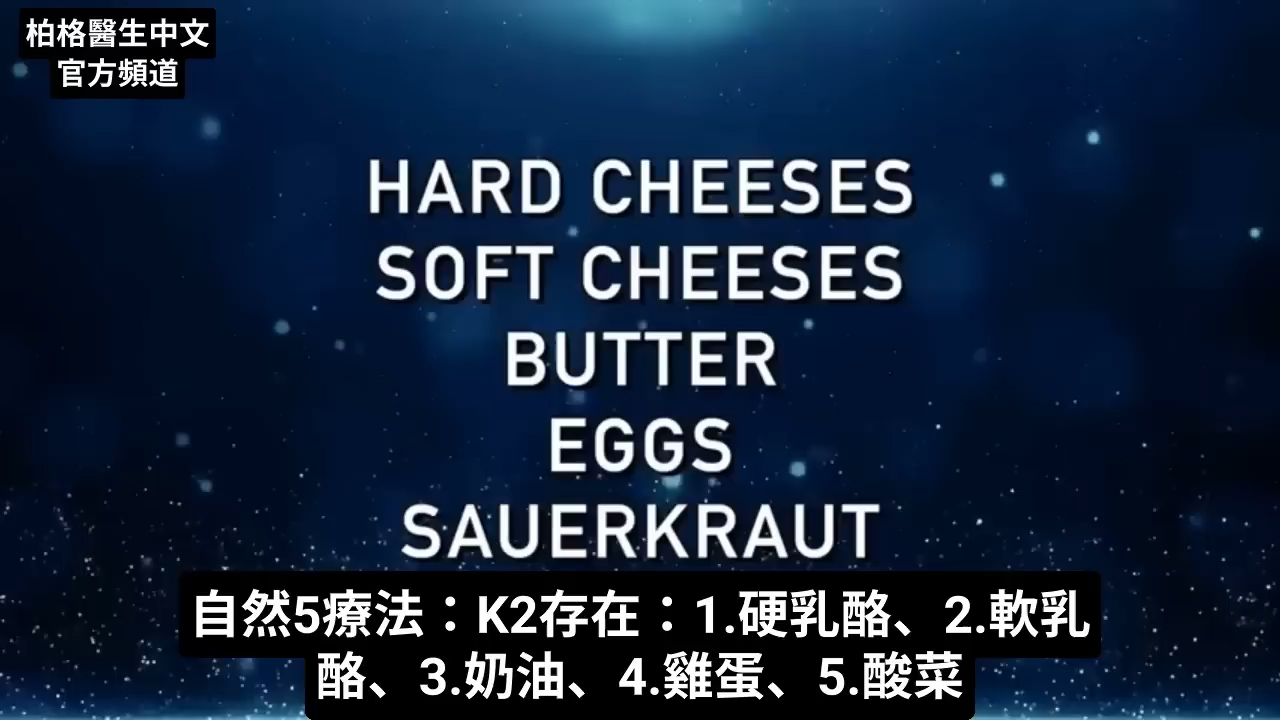 柏格醫生中文
官方頻道
HARD CHEESES
SOFT CHEESES
BUTTER
EGGS
SAUERKRAUT
自然5療法：K2存在：1.硬乳酪、2.軟乳
酪、3.奶油、4.雞蛋、5.酸菜